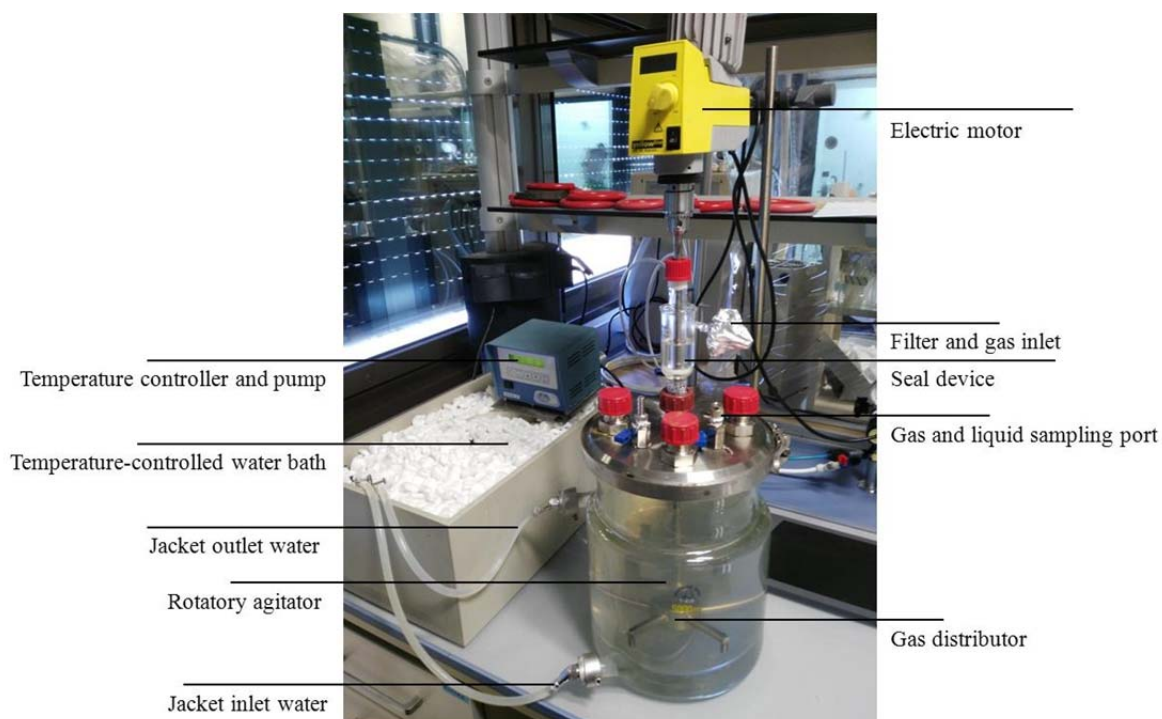 Electric motor
Filter and gas inlet
Temperature controller and pump
Seal device
Gas and liquid sampling port
Temperature-controlled water bath
Jacket outlet water
Rotatory agitator
Gas distributor
Jacket inlet water